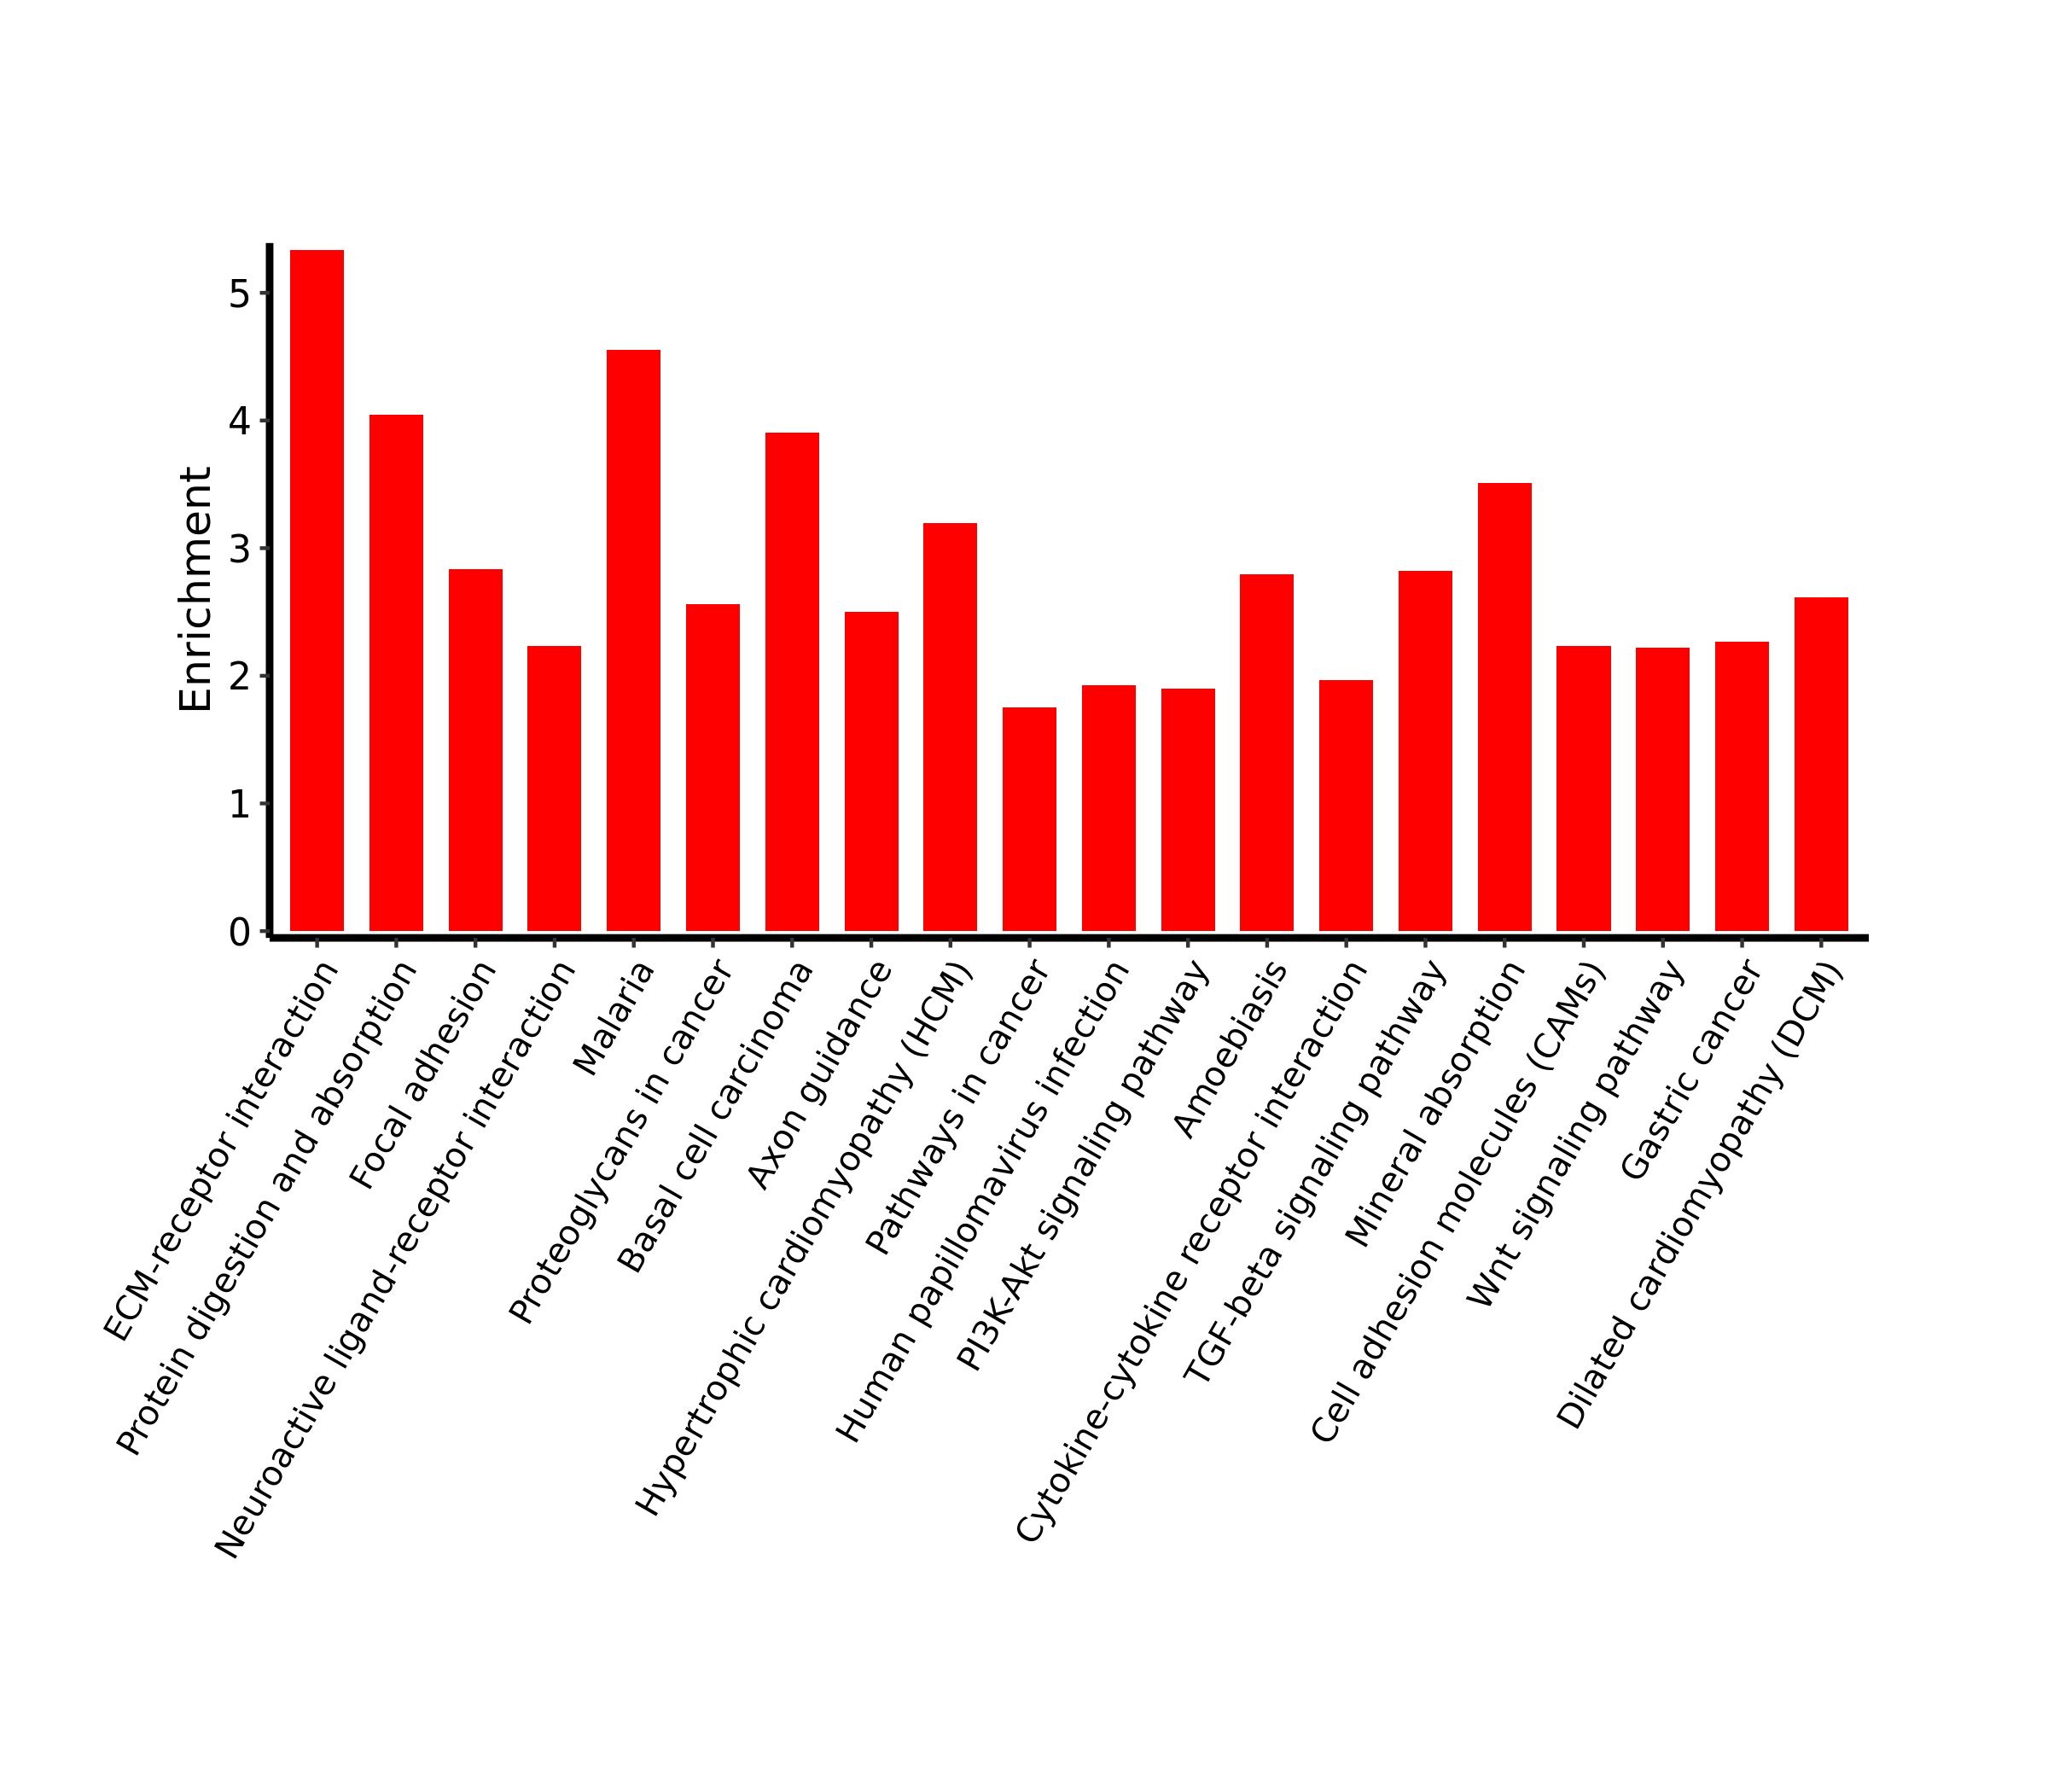 Enrichment
5
4
3
2
1
0
ECM-receptor interaction
Protein digestion and absorption
Focal adhesion
Neuroactive ligand-receptor interaction
Malaria
Proteoglycans in cancer
Basal cell carcinoma
Axon guidance
Hypertrophic cardiomyopathy (HCM)
Pathways in cancer
Human papillomavirus infection
PI3K-Akt signaling pathway
Amoebiasis
Cytokine-cytokine receptor interaction
TGF-beta signaling pathway
Mineral absorption
Cell adhesion molecules (CAMs)
Wnt signaling pathway
Gastric cancer
Dilated cardiomyopathy (DCM)